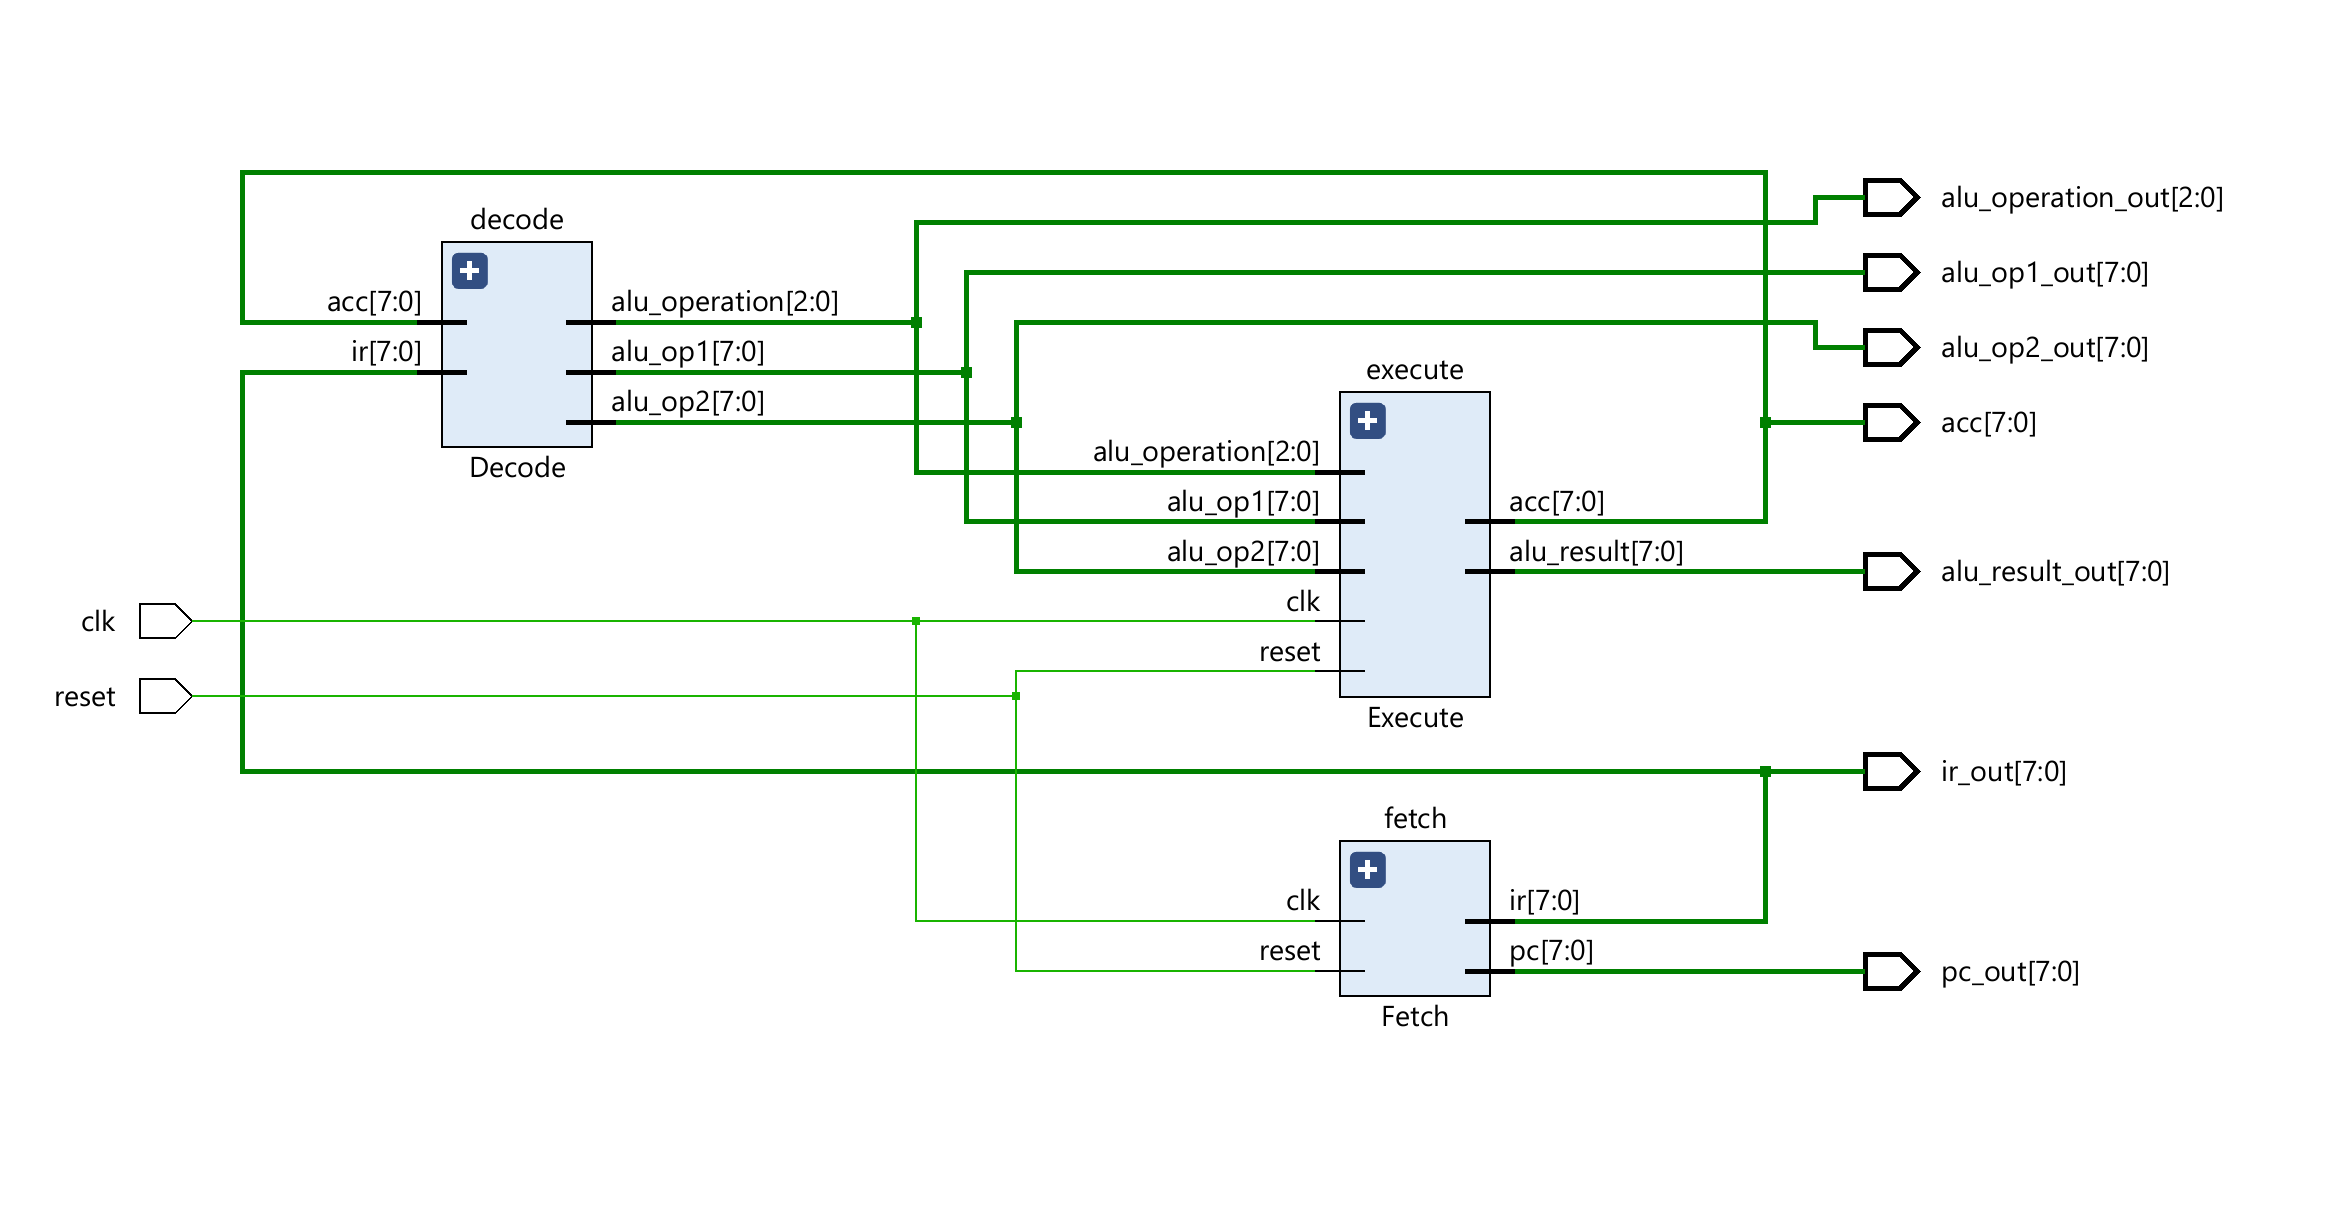 decode
acc[7:0]
ir[7:0]
alu_operation[2:0]
alu_op1[7:0]
alu_op2[7:0]
Decode
clk
reset
execute
alu_operation[2:0]
alu_op1[7:0]
alu_op2[7:0]
clk
reset
acc[7:0]
alu_result[7:0]
Execute
fetch
clk
reset
ir[7:0]
pc[7:0]
Fetch
alu_operation_out[2:0]
alu_op1_out[7:0]
alu_op2_out[7:0]
acc[7:0]
alu_result_out[7:0]
ir_out[7:0]
pc_out[7:0]